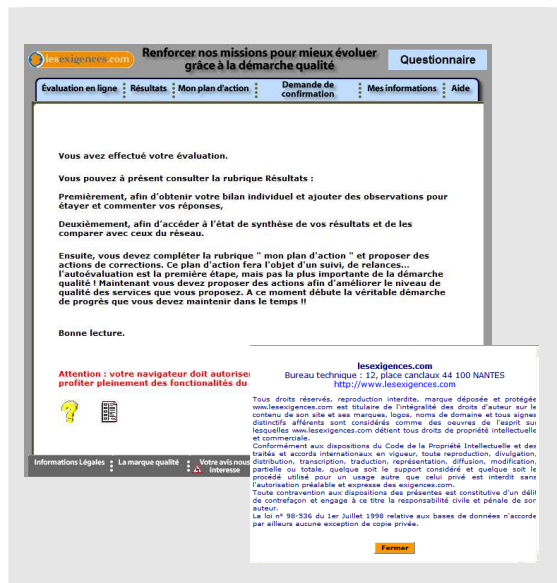 lesexigences.com
Renforcer nos missions pour mieux évoluer
grâce à la démarche qualité
Questionnaire
Évaluation en ligne
Résultats
Mon plan d'action
Demande de
confirmation
Mes informations
Aide
Vous avez effectué votre évaluation.
Vous pouvez à présent consulter la rubrique Résultats :
Premièrement, afin d'obtenir votre bilan individuel et ajouter des observations pour
étayer et commenter vos réponses,
Deuxièmement, afin d'accéder à l'état de synthèse de vos résultats et de les
comparer avec ceux du réseau.
Ensuite, vous devez compléter la rubrique " mon plan d'action " et proposer des
actions de corrections. Ce plan d'action fera l'objet d'un suivi, de relances...
l'autoévaluation est la première étape, mais pas la plus importante de la démarche
qualité ! Maintenant vous devez proposer des actions afin d'améliorer le niveau de
qualité des services que vous proposez. A ce moment débute la véritable démarche
de progrès que vous devez maintenir dans le temps !!
Bonne lecture.
Attention : votre navigateur doit autoriser
profiter pleinement des fonctionalités du
Informations Légales
La marque qualité
Votre avis nous
interesse
lesexigences.com
Bureau technique : 12, place canclaux 44 100 NANTES
http://www.lesexigences.com
Tous droits réservés, reproduction interdite, marque déposée et protégée
www.lesexigences.com est titulaire de l'intégralité des droits d'auteur sur le
contenu de son site et ses marques, logos, noms de domaine et tous signes
distinctifs afférents sont considérés comme des oeuvres de l'esprit sur
lesquelles www.lesexigences.com détient tous droits de propriété intellectuelle
et commerciale.
Conformément aux dispositions du Code de la Propriété Intellectuelle et des
traités et accords internationaux en vigueur, toute reproduction, divulgation,
distribution, transcription, traduction, représentation, diffusion, modification,
partielle ou totale, quelque soit le support considéré et quelque soit le
procédé utilisé pour un usage autre que celui privé est interdit sans
l'autorisation préalable et expresse des exigences.com.
Toute contravention aux dispositions des présentes est constitutive d'un délit
de contrefaçon et engage à ce titre la responsabilité civile et pénale de son
auteur.
La loi n° 98-536 du 1er Juillet 1998 relative aux bases de données n'accorde
par ailleurs aucune exception de copie privée.
Fermer